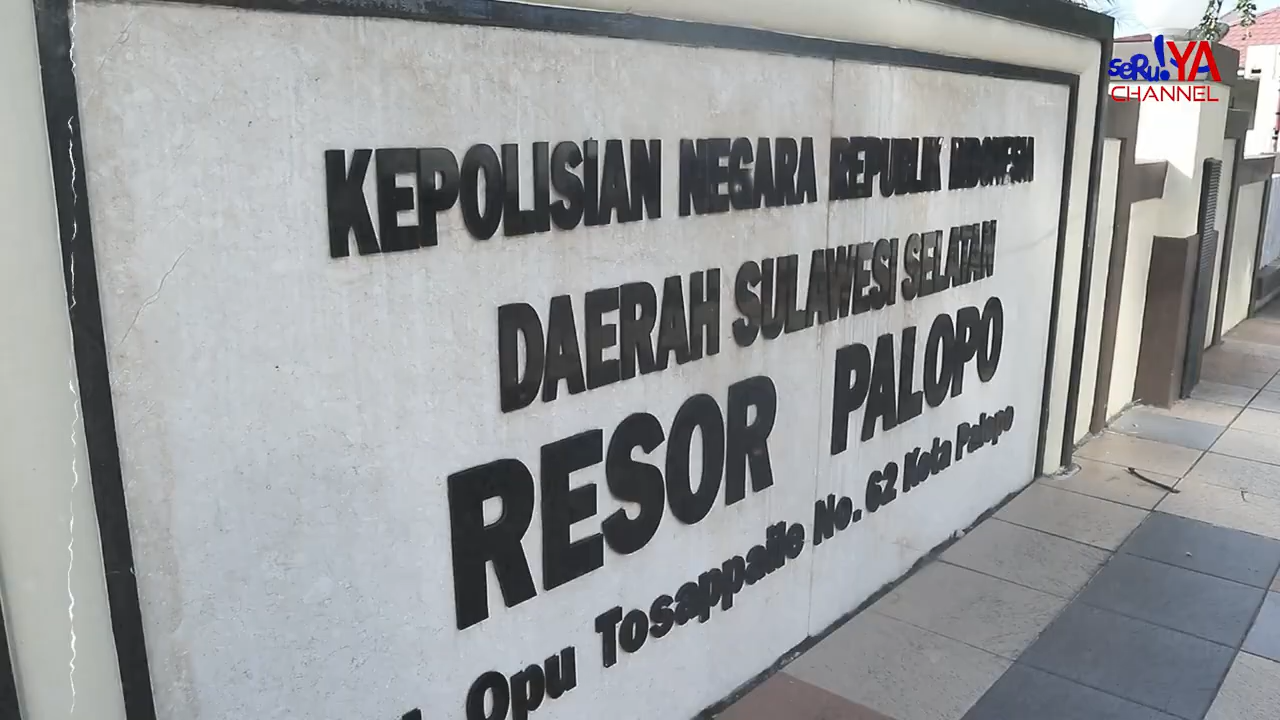 seRu!YA
CHANNEL
KEPOLISIAN NEGARA REPUBLIK INDONESIA
DAERAH SULAWESI SELATAN
RESOR PALOPO
Opu Tosappaile No. 62 Kota Palopo